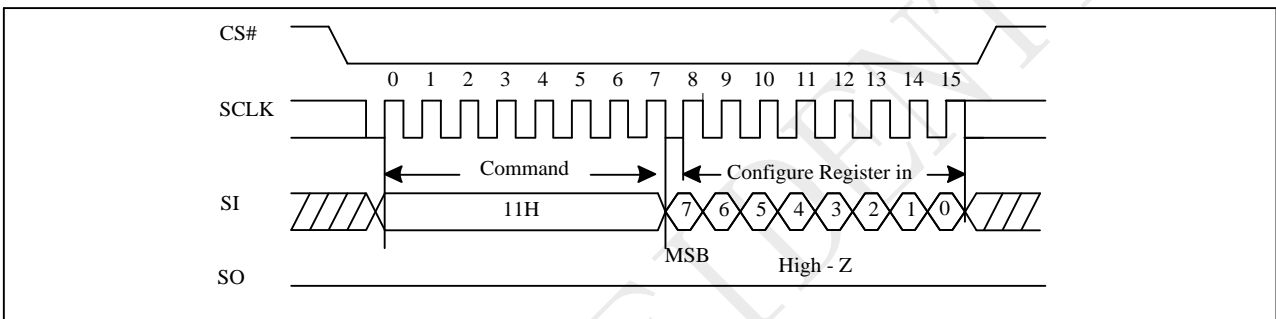 CS#
0 1 2 3 4 5 6 7 8 9 10 11 12 13 14 15
SCLK
Command Configure Register in
SI 11H 7 6 5 4 3 2 1 0
MSB High - Z
SO